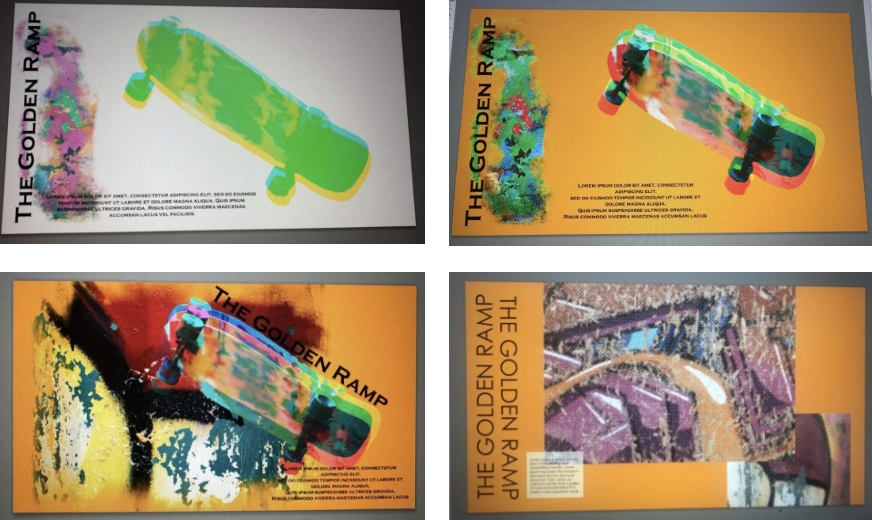 THE GOLDEN RAMP
LOREM IPSUM DOLOR SIT AMET, CONSECTETUR ADIPISCING ELIT, SED DO EIUSMOD
TEMPOR INCIDIDUNT UT LABORE ET DOLORE MAGNA ALIQUA. QUIS IPSUM
SUSPENDISSE ULTRICES GRAVIDA. RISUS COMMODO VIVERRA MAECENAS
ACCUMSAN LACUS VEL FACILISIS.
THE GOLDEN RAMP
LOREM IPSUM DOLOR SIT AMET, CONSECTETUR
ADIPISCING ELIT,
SED DO EIUSMOD TEMPOR INCIDIDUNT UT LABORE ET
DOLORE MAGNA ALIQUA.
QUIS IPSUM SUSPENDISSE ULTRICES GRAVIDA.
RISUS COMMODO VIVERRA MAECENAS ACCUMSAN LACUS
THE GOLDEN RAMP
LOREM IPSUM DOLOR SIT AMET, CONSECTETUR
ADIPISCING ELIT,
DO EIUSMOD TEMPOR INCIDIDUNT UT LABORE ET
DOLORE MAGNA ALIQUA.
QUIS IPSUM SUSPENDISSE ULTRICES GRAVIDA.
RISUS COMMODO VIVERRA MAECENAS ACCUMSAN LACUS
THE GOLDEN RAMP
THE GOLDEN RAMP